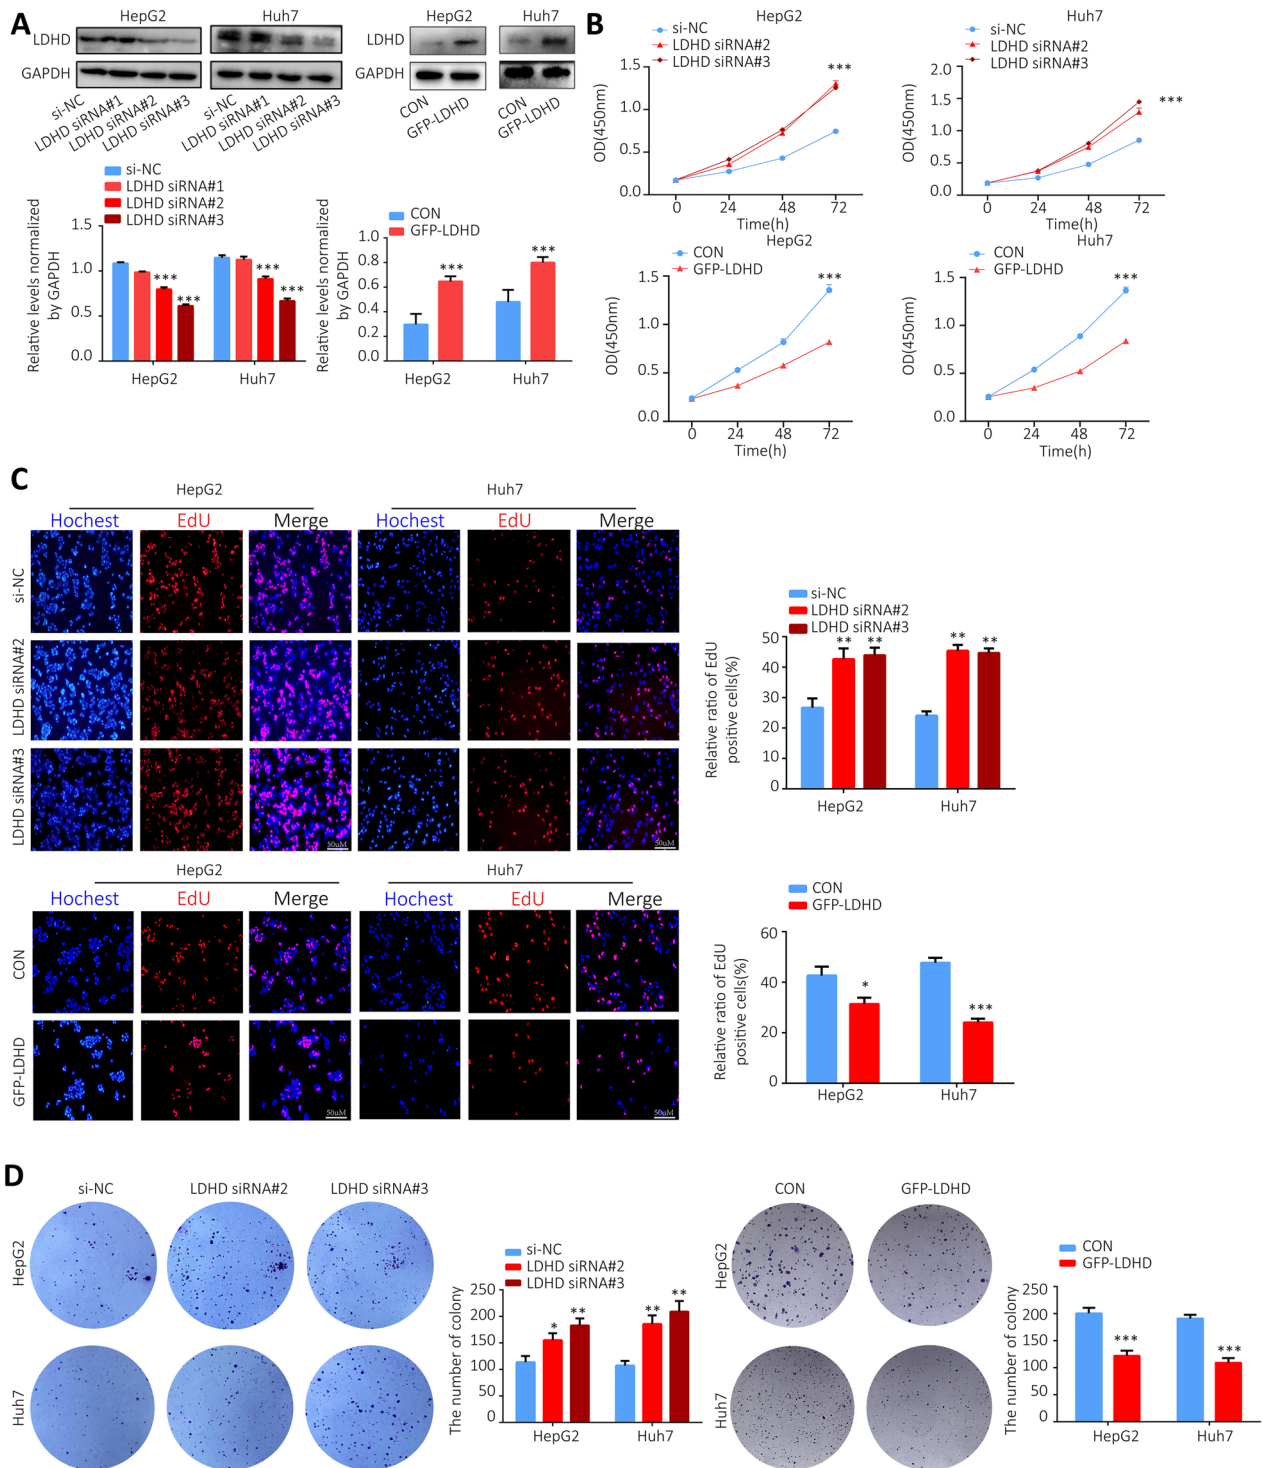 A
HepG2
Huh7
HepG2
Huh7
LDHD
LDHD
GAPDH
GAPDH
si-NC
LDHD siRNA#1
LDHD siRNA#2
LDHD siRNA#3
si-NC
LDHD siRNA#1
LDHD siRNA#2
LDHD siRNA#3
CON
GFP-LDHD
CON
GFP-LDHD
si-NC
LDHD siRNA#1
LDHD siRNA#2
LDHD siRNA#3
Relative levels normalized
by GAPDH
1.5
1.0
0.5
0.0
***
***
***
***
HepG2
Huh7
CON
GFP-LDHD
Relative levels normalized
by GAPDH
1.0
0.8
0.6
0.4
0.2
0.0
***
***
HepG2
Huh7
B
HepG2
si-NC
LDHD siRNA#2
LDHD siRNA#3
OD(450nm)
1.5
1.0
0.5
0.0
***
0
24
48
72
Time(h)
Huh7
si-NC
LDHD siRNA#2
LDHD siRNA#3
OD(450nm)
2.0
1.5
1.0
0.5
0.0
***
0
24
48
72
Time(h)
HepG2
CON
GFP-LDHD
OD(450nm)
1.5
1.0
0.5
0.0
***
0
24
48
72
Time(h)
Huh7
CON
GFP-LDHD
OD(450nm)
1.5
1.0
0.5
0.0
***
0
24
48
72
Time(h)
C
HepG2
Huh7
Hochest
EdU
Merge
Hochest
EdU
Merge
si-NC
LDHD siRNA#2
LDHD siRNA#3
50uM
50uM
si-NC
LDHD siRNA#2
LDHD siRNA#3
Relative ratio of EdU
positive cells(%)
50
40
30
20
10
0
**
**
**
**
HepG2
Huh7
HepG2
Huh7
Hochest
EdU
Merge
Hochest
EdU
Merge
CON
GFP-LDHD
50uM
50uM
CON
GFP-LDHD
Relative ratio of EdU
positive cells(%)
60
40
20
0
*
***
HepG2
Huh7
D
si-NC
LDHD siRNA#2
LDHD siRNA#3
HepG2
Huh7
si-NC
LDHD siRNA#2
LDHD siRNA#3
The number of colony
250
200
150
100
50
0
*
**
**
**
HepG2
Huh7
CON
GFP-LDHD
HepG2
Huh7
CON
GFP-LDHD
The number of colony
250
200
150
100
50
0
***
***
HepG2
Huh7